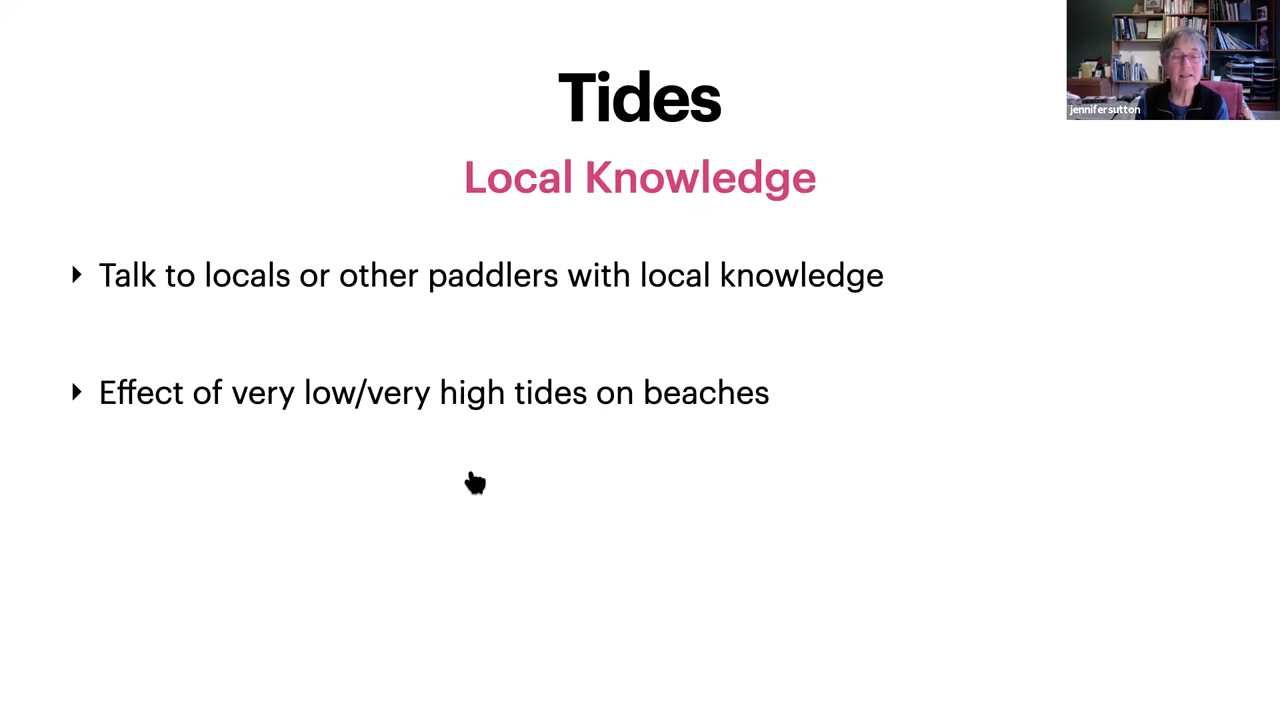 Tides
Local Knowledge
Talk to locals or other paddlers with local knowledge
Effect of very low/very high tides on beaches
jennifersutton